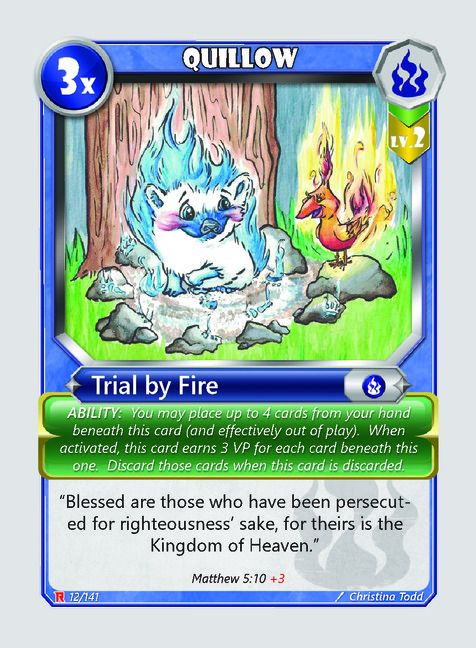 QUILLOW
3x
LV.2
Trial by Fire
ABILITY: You may place up to 4 cards from your hand
beneath this card (and effectively out of play). When
activated, this card earns 3 VP for each card beneath this
one. Discard those cards when this card is discarded.
“Blessed are those who have been persecut-
ed for righteousness’ sake, for theirs is the
Kingdom of Heaven.”
Matthew 5:10 +3
R 12/141
Christina Todd